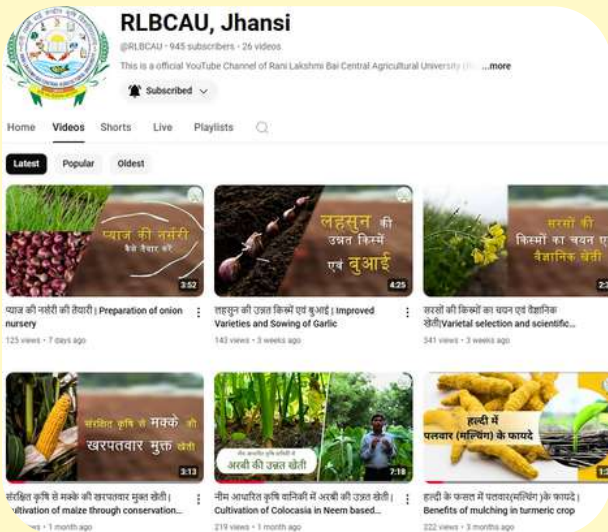 RLBCAU, Jhansi
@RLBCAU · 945 subscribers · 26 videos
This is a official YouTube Channel of Rani Lakshmi Bai Central Agricultural University ...more
Subscribed
Home Videos Shorts Live Playlists
Latest Popular Oldest
प्याज की नर्सरी
कैसे तैयार करें
3:52
लहसुन की
उन्नत किस्में
एवं बुआई
4:25
सरसों की
किस्मों का चयन ए
वैज्ञानिक खेती
प्याज की नर्सरी की तैयारी | Preparation of onion
nursery
125 views · 7 days ago
लहसुन की उन्नत किस्में एवं बुआई | Improved
Varieties and Sowing of Garlic
143 views · 3 weeks ago
सरसों की किस्मों का चयन एवं वैज्ञानिक
खेती|Varietal selection and scientific...
341 views · 3 weeks ago
संरक्षित कृषि से मक्के की
खरपतवार मुक्त खेती
3:13
नीम आधारित कृषि वानिकी में
अरबी की उन्नत खेती
7:18
हल्दी में
पलवार (मल्चिंग) के फायदे
संरक्षित कृषि से मक्के की खरपतवार मुक्त खेती |
ultivation of maize through conservation...
1 month ago
नीम आधारित कृषि वानिकी में अरबी की उन्नत खेती |
Cultivation of Colocasia in Neem based...
219 views · 1 month ago
हल्दी के फसल में पलवार(मल्चिंग )के फायदे |
Benefits of mulching in turmeric crop
222 views · 3 months ago